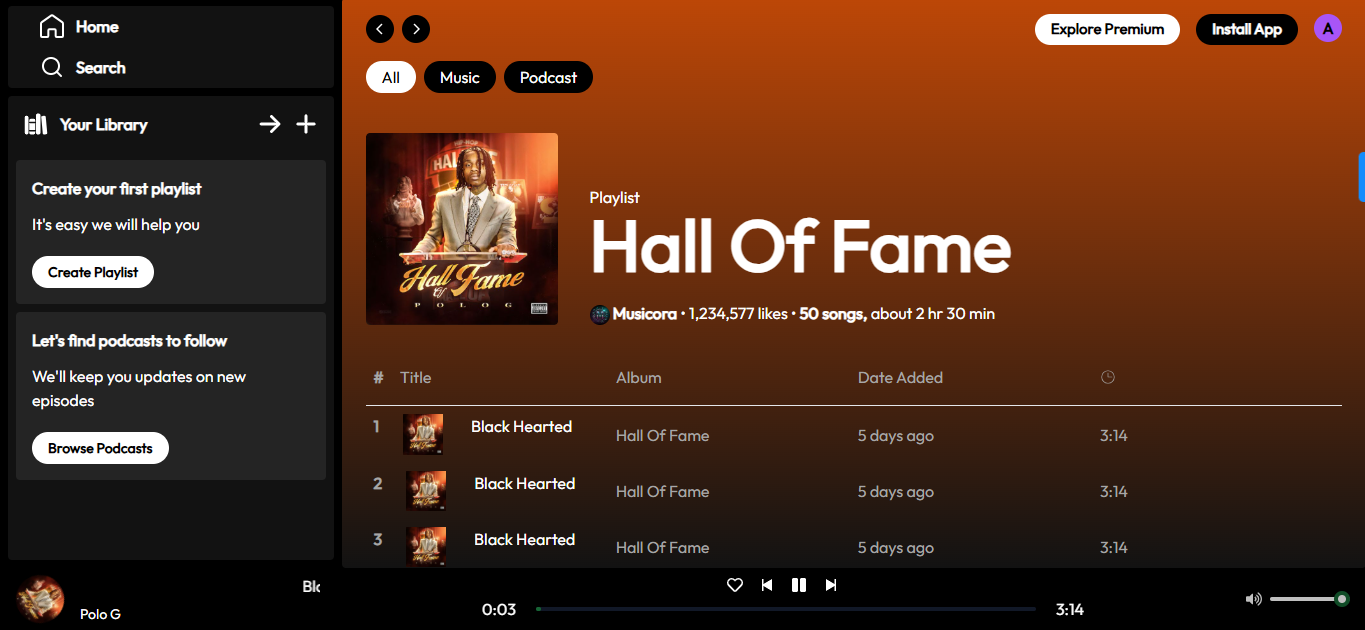 Home
Search
Your Library
Create your first playlist
It's easy we will help you
Create Playlist
Let's find podcasts to follow
We'll keep you updates on new
episodes
Browse Podcasts
Explore Premium
Install App
A
All
Music
Podcast
HALL
Hall
Of
Fame
POLO G
Playlist
Hall Of Fame
Musicora • 1,234,577 likes • 50 songs, about 2 hr 30 min
# Title Album Date Added
1 Black Hearted Hall Of Fame 5 days ago 3:14
2 Black Hearted Hall Of Fame 5 days ago 3:14
3 Black Hearted Hall Of Fame 5 days ago 3:14
Polo G
0:03
3:14